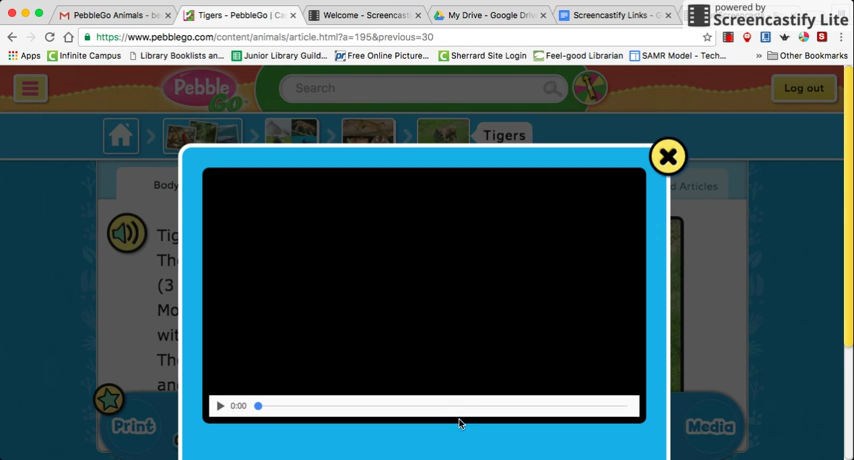 PebbleGo Animals - be
Tigers - PebbleGo | Ca
Welcome - Screencast
My Drive - Google Driv
Screencastify Links - G
powered by
Screencastify Lite
https://www.pebblego.com/content/animals/article.html?a=195&previous=30
Apps
Infinite Campus
Library Booklists an...
Junior Library Guild...
Free Online Picture...
Sherrard Site Login
Feel-good Librarian
SAMR Model - Tech...
»
Other Bookmarks
Pebble
Go
Search
Log out
Tigers
Body
d Articles
Tig
The
(3
Mo
wit
The
and
0:00
Print
Media